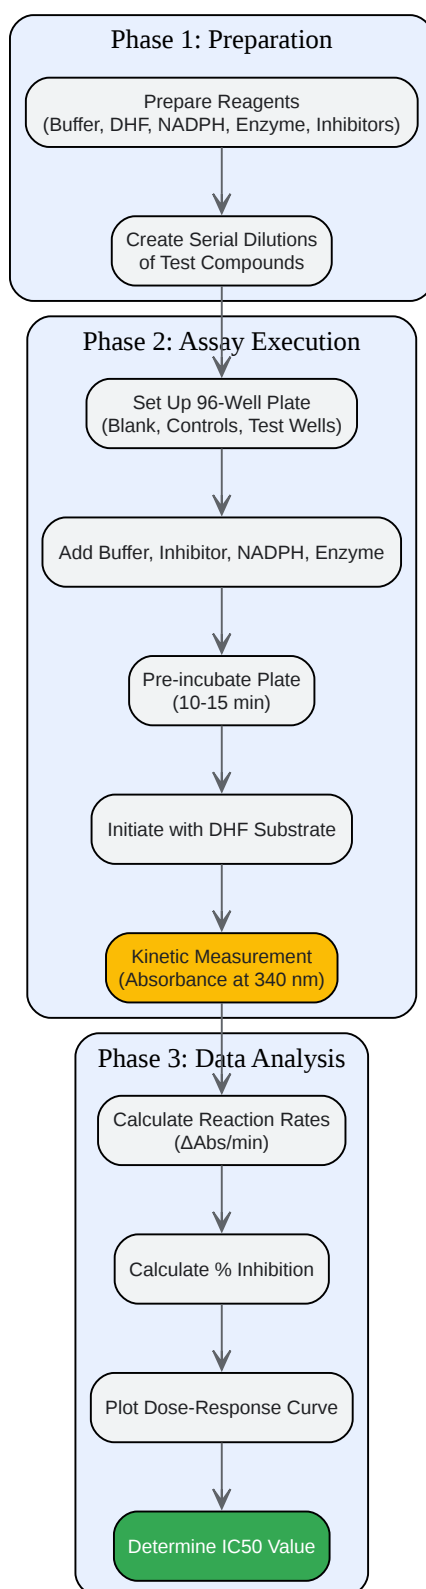 Phase 1: Preparation
Prepare Reagents
(Buffer, DHF, NADPH, Enzyme, Inhibitors)
Create Serial Dilutions
of Test Compounds
Phase 2: Assay Execution
Set Up 96-Well Plate
(Blank, Controls, Test Wells)
Add Buffer, Inhibitor, NADPH, Enzyme
Pre-incubate Plate
(10-15 min)
Initiate with DHF Substrate
Kinetic Measurement
(Absorbance at 340 nm)
Phase 3: Data Analysis
Calculate Reaction Rates
(ΔAbs/min)
Calculate % Inhibition
Plot Dose-Response Curve
Determine IC50 Value